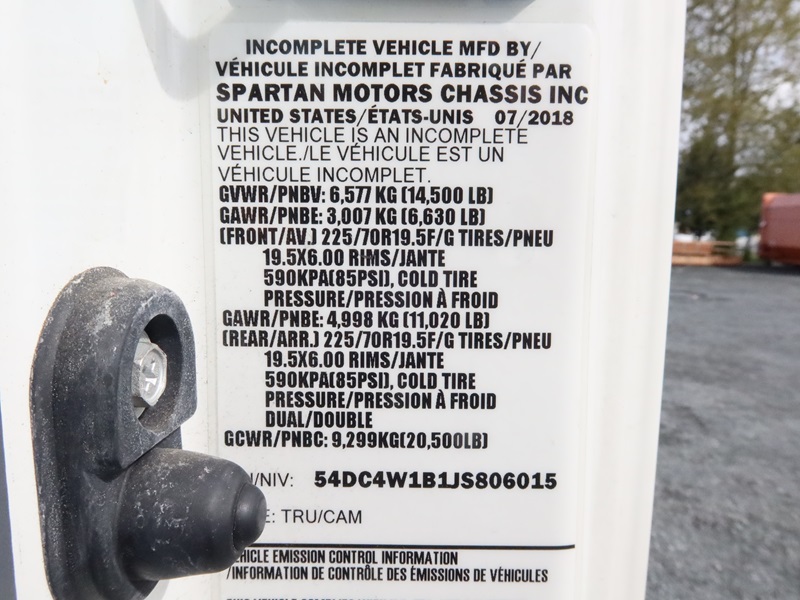 INCOMPLETE VEHICLE MFD BY/
VÉHICULE INCOMPLET FABRIQUÉ PAR
SPARTAN MOTORS CHASSIS INC
UNITED STATES/ÉTATS-UNIS 07/2018
THIS VEHICLE IS AN INCOMPLETE
VEHICLE./LE VÉHICULE EST UN
VÉHICULE INCOMPLET.
GVWR/PNBV: 6,577 KG (14,500 LB)
GAWR/PNBE: 3,007 KG (6,630 LB)
(FRONT/AV.) 225/70R19.5F/G TIRES/PNEU
19.5X6.00 RIMS/JANTE
590KPA(85PSI), COLD TIRE
PRESSURE/PRESSION À FROID
GAWR/PNBE: 4,998 KG (11,020 LB)
(REAR/ARR.) 225/70R19.5F/G TIRES/PNEU
19.5X6.00 RIMS/JANTE
590KPA(85PSI), COLD TIRE
PRESSURE/PRESSION À FROID
DUAL/DOUBLE
GCWR/PNBC: 9,299KG(20,500LB)
/NIV: 54DC4W1B1JS806015
E: TRU/CAM
HICLE EMISSION CONTROL INFORMATION
/INFORMATION DE CONTRÔLE DES ÉMISSIONS DE VÉHICULES